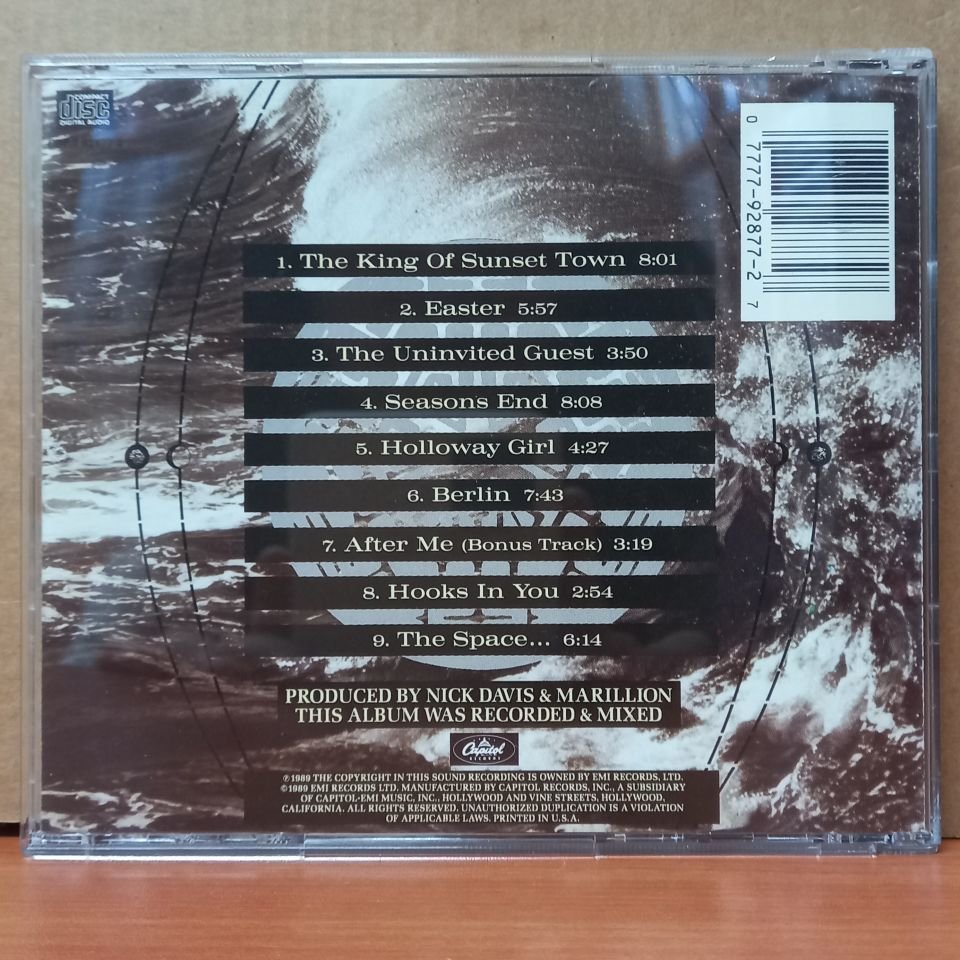 COMPACT
disc
DIGITAL AUDIO
0 7777-92877-2 7
1. The King Of Sunset Town 8:01
2. Easter 5:57
3. The Uninvited Guest 3:50
4. Seasons End 8:08
5. Holloway Girl 4:27
6. Berlin 7:43
7. After Me (Bonus Track) 3:19
8. Hooks In You 2:54
9. The Space... 6:14
PRODUCED BY NICK DAVIS & MARILLION
THIS ALBUM WAS RECORDED & MIXED
Capitol
RECORDS
℗1989 THE COPYRIGHT IN THIS SOUND RECORDING IS OWNED BY EMI RECORDS, LTD.
©1989 EMI RECORDS LTD. MANUFACTURED BY CAPITOL RECORDS, INC., A SUBSIDIARY
OF CAPITOL-EMI MUSIC, INC., HOLLYWOOD AND VINE STREETS, HOLLYWOOD,
CALIFORNIA. ALL RIGHTS RESERVED. UNAUTHORIZED DUPLICATION IS A VIOLATION
OF APPLICABLE LAWS. PRINTED IN U.S.A.